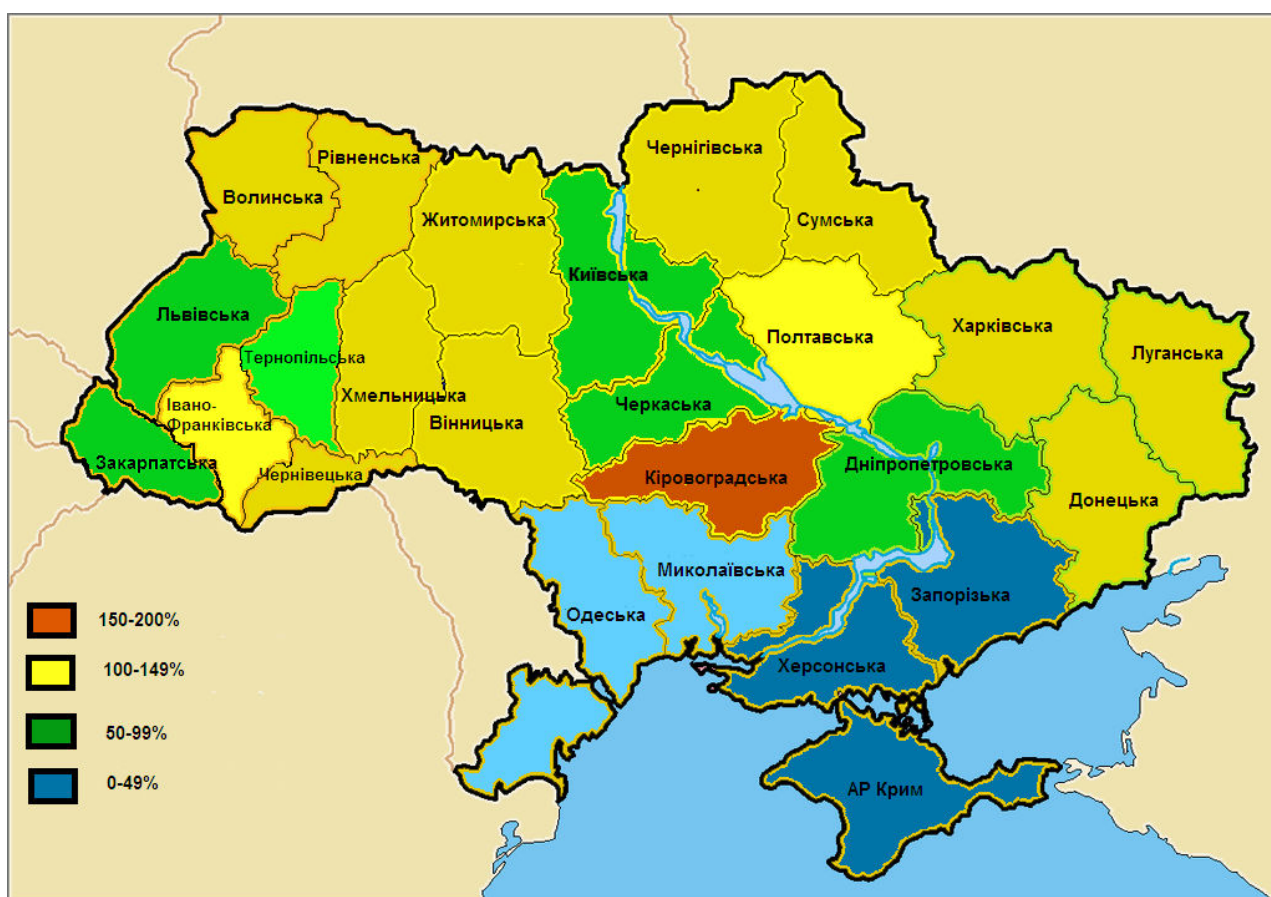 Чернігівська
Рівненська
Волинська
Житомирська
Сумська
Київська
Львівська
Полтавська
Харківська
Тернопільська
Луганська
Хмельницька
Івано-
Франківська
Черкаська
Вінницька
Закарпатська
Чернівецька
Дніпропетровська
Кіровоградська
Донецька
Миколаївська
Запорізька
Одеська
Херсонська
АР Крим
150-200%
100-149%
50-99%
0-49%